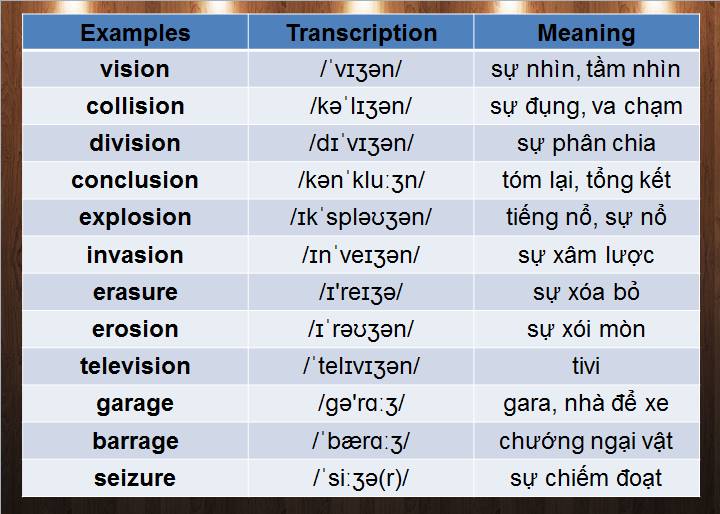 Examples Transcription Meaning
vision /ˈvɪʒən/ sự nhìn, tầm nhìn
collision /kəˈlɪʒən/ sự đụng, va chạm
division /dɪˈvɪʒən/ sự phân chia
conclusion /kənˈkluːʒn/ tóm lại, tổng kết
explosion /ɪkˈspləʊʒən/ tiếng nổ, sự nổ
invasion /ɪnˈveɪʒən/ sự xâm lược
erasure /ɪ'reɪʒə/ sự xóa bỏ
erosion /ɪˈrəʊʒən/ sự xói mòn
television /ˈtelɪvɪʒən/ tivi
garage /gə'rɑːʒ/ gara, nhà để xe
barrage /ˈbærɑːʒ/ chướng ngại vật
seizure /ˈsiːʒə(r)/ sự chiếm đoạt